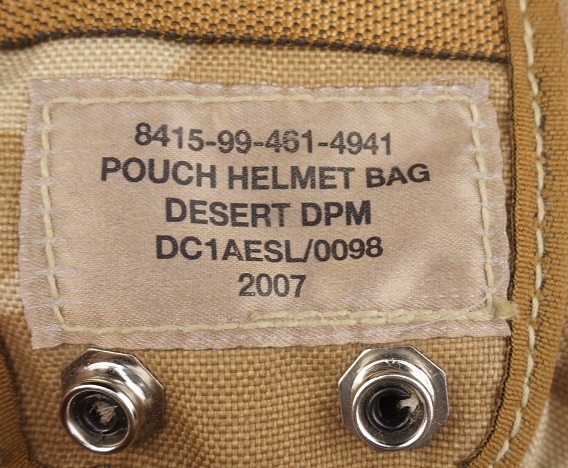 8415-99-461-4941
POUCH HELMET BAG
DESERT DPM
DC1AESL/0098
2007